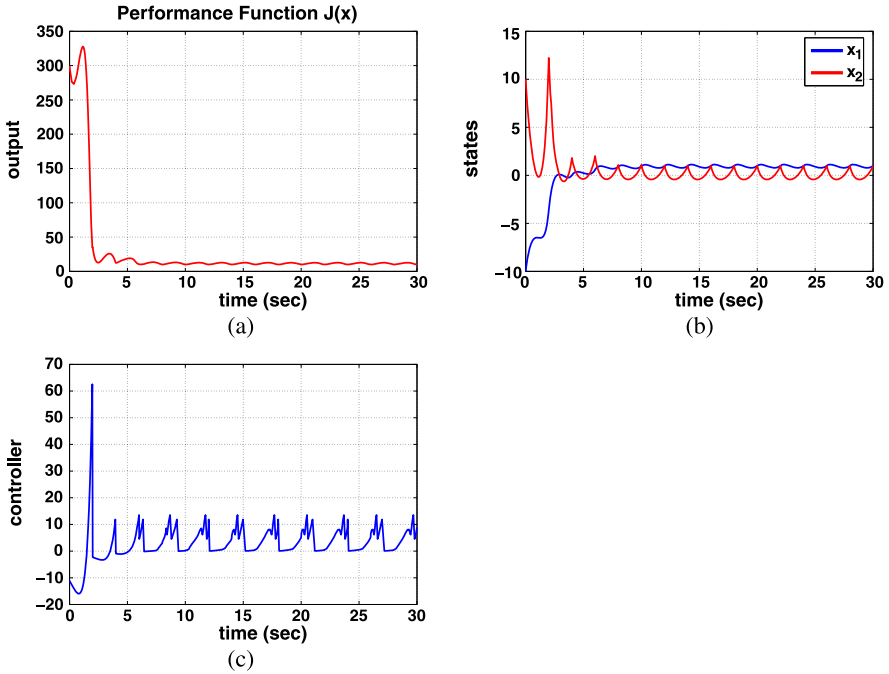 Performance Function J(x)
350
300
250
200
150
100
50
0
output
0 5 10 15 20 25 30
time (sec)
(a)
15
10
5
0
−5
−10
states
x1
x2
0 5 10 15 20 25 30
time (sec)
(b)
70
60
50
40
30
20
10
0
−10
−20
controller
0 5 10 15 20 25 30
time (sec)
(c)